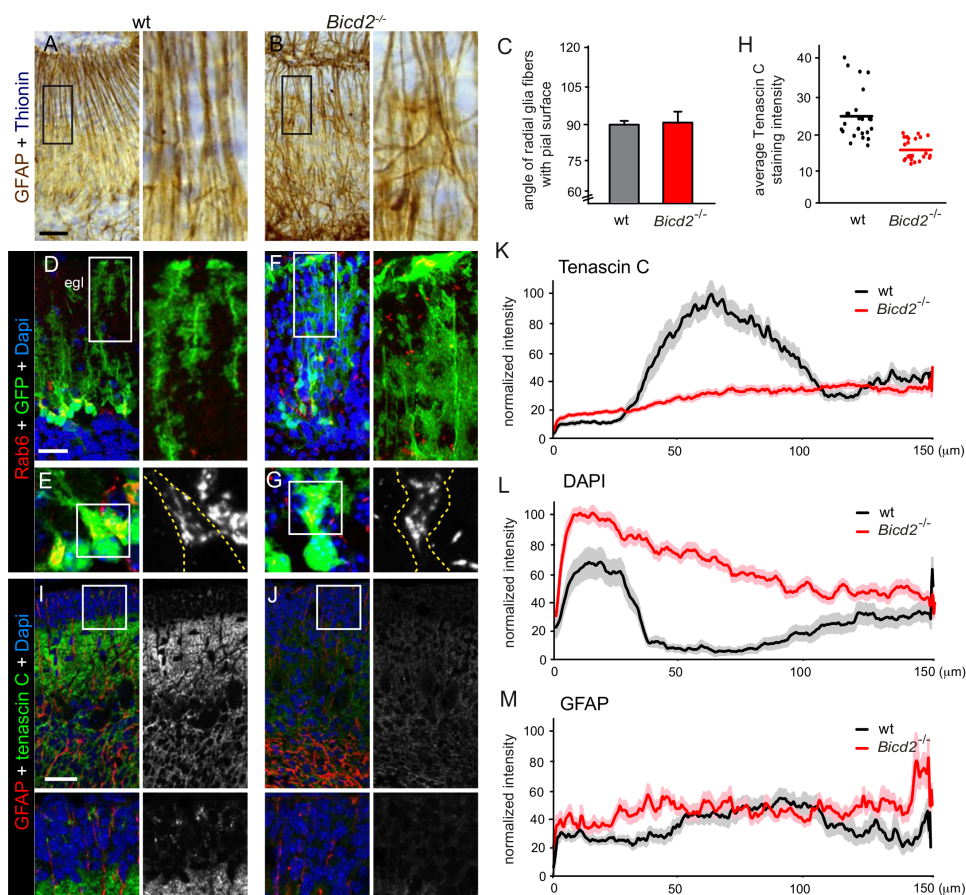 wt
Bicd2-/-
A
B
GFAP + Thionin
C
120
105
90
75
60
angle of radial glia fibers
with pial surface
wt
Bicd2-/-
H
40
30
20
10
0
average Tenascin C
staining intensity
wt
Bicd2-/-
D
egl
F
Rab6 + GFP + Dapi
E
G
I
J
GFAP + tenascin C + Dapi
K
Tenascin C
wt
Bicd2-/-
normalized intensity
100
80
60
40
20
0
50
100
150 (µm)
L
DAPI
wt
Bicd2-/-
normalized intensity
100
80
60
40
20
0
50
100
150 (µm)
M
GFAP
wt
Bicd2-/-
normalized intensity
100
80
60
40
20
0
50
100
150 (µm)